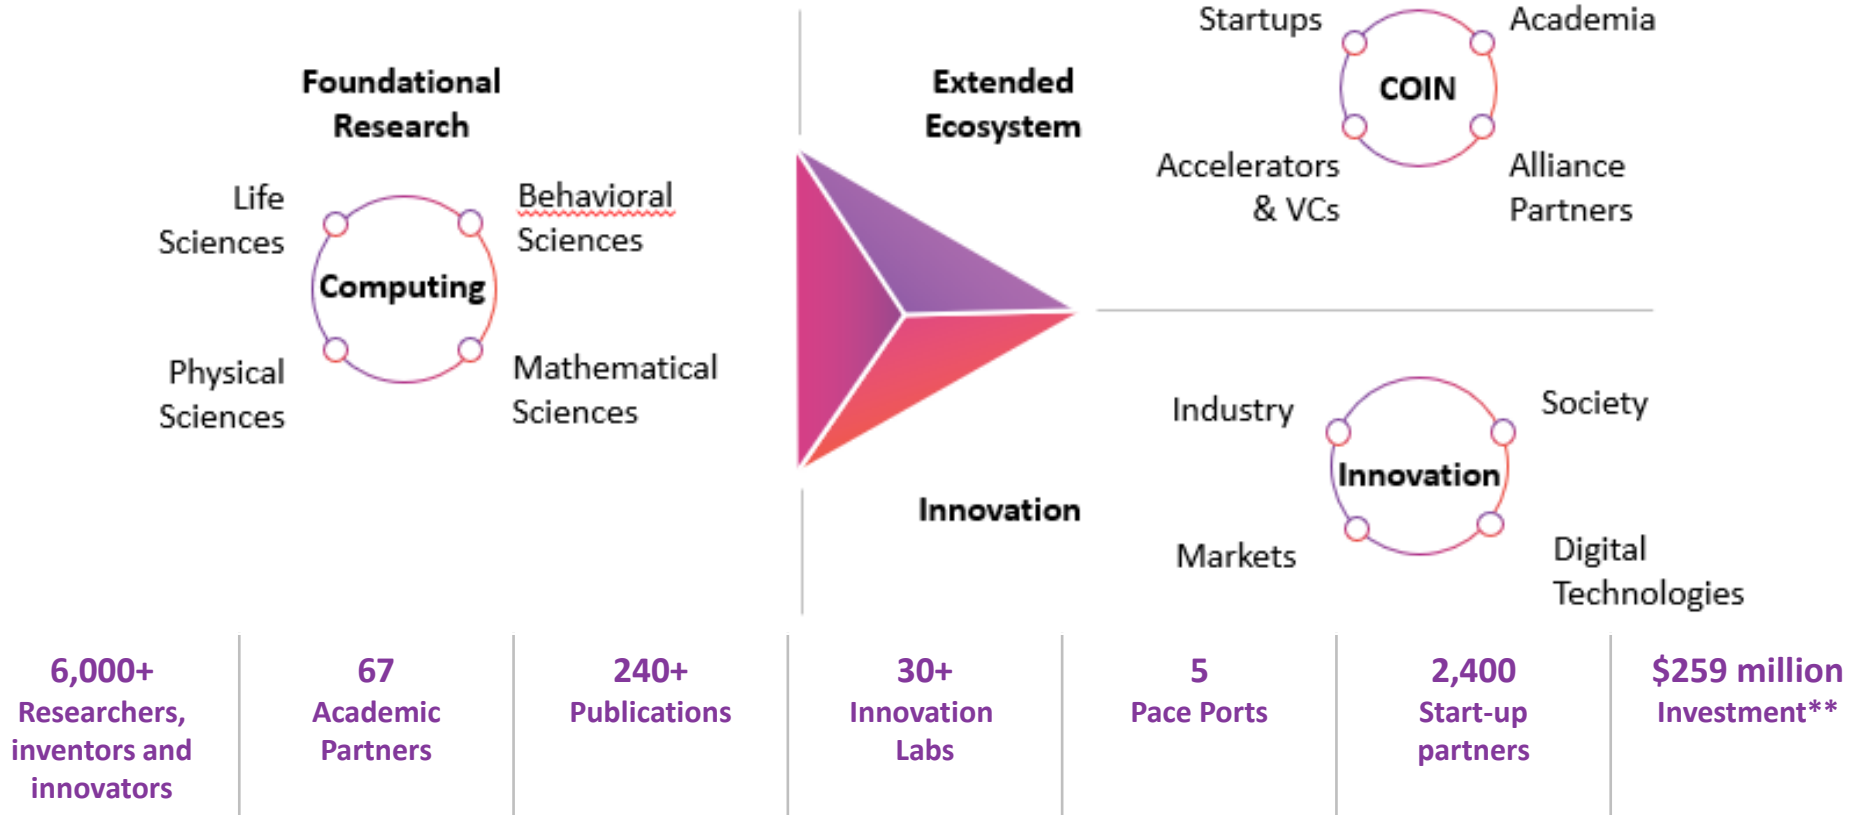 Foundational
Research
Life
Sciences
Behavioral
Sciences
Computing
Physical
Sciences
Mathematical
Sciences
Extended
Ecosystem
Startups
Academia
COIN
Accelerators
& VCs
Alliance
Partners
Innovation
Industry
Society
Innovation
Markets
Digital
Technologies
6,000+
Researchers,
inventors and
innovators
67
Academic
Partners
240+
Publications
30+
Innovation
Labs
5
Pace Ports
2,400
Start-up
partners
$259 million
Investment**